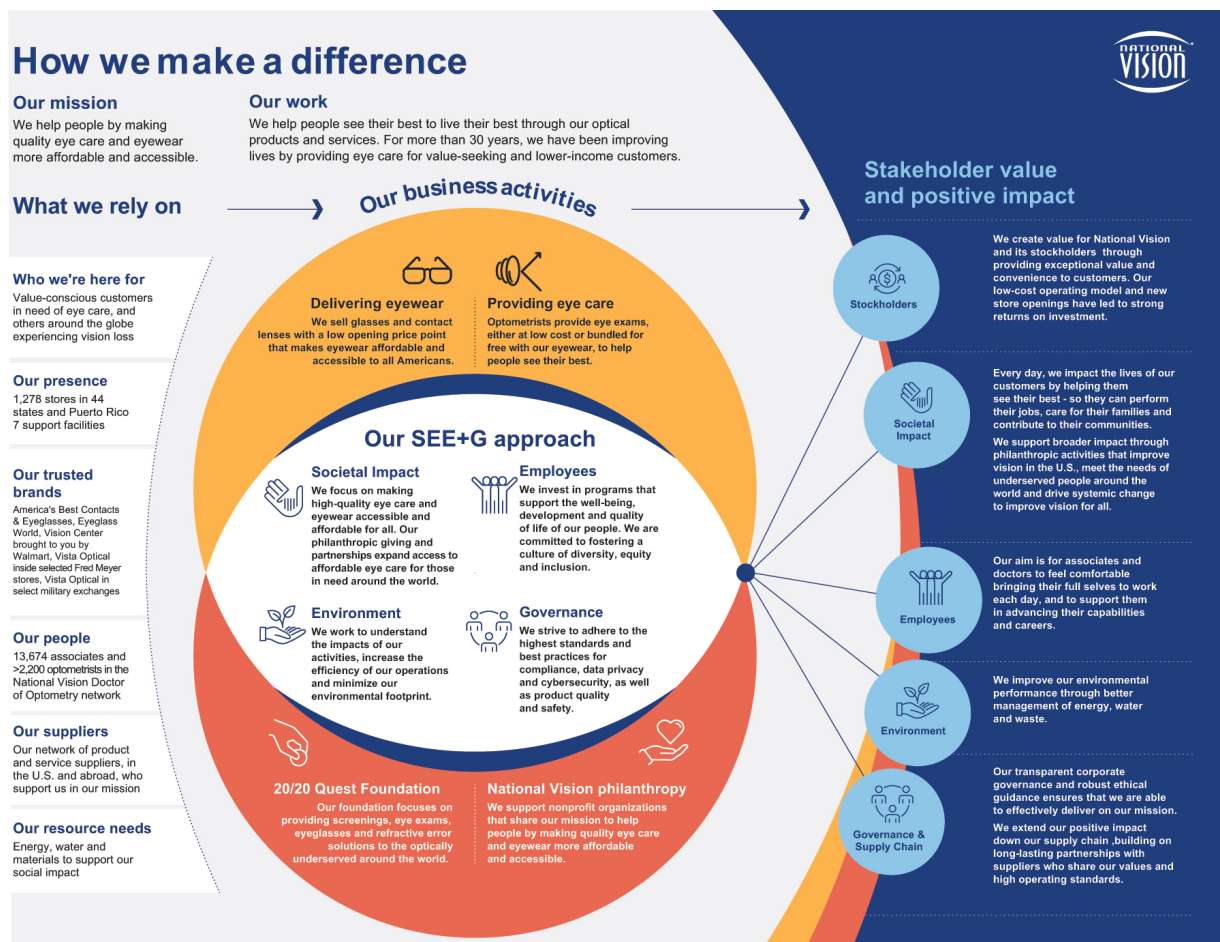 How we make a difference
NATIONAL
VISION
Our mission
We help people by making
quality eye care and eyewear
more affordable and accessible.
Our work
We help people see their best to live their best through our optical
products and services. For more than 30 years, we have been improving
lives by providing eye care for value-seeking and lower-income customers.
What we rely on
Who we're here for
Value-conscious customers
in need of eye care, and
others around the globe
experiencing vision loss
Our presence
1,278 stores in 44
states and Puerto Rico
7 support facilities
Our trusted
brands
America's Best Contacts
& Eyeglasses, Eyeglass
World, Vision Center
brought to you by
Walmart, Vista Optical
inside selected Fred Meyer
stores, Vista Optical in
select military exchanges
Our people
13,674 associates and
>2,200 optometrists in the
National Vision Doctor
of Optometry network
Our suppliers
Our network of product
and service suppliers, in
the U.S. and abroad, who
support us in our mission
Our resource needs
Energy, water and
materials to support our
social impact
Our business activities
Delivering eyewear
We sell glasses and contact
lenses with a low opening price point
that makes eyewear affordable and
accessible to all Americans.
Providing eye care
Optometrists provide eye exams,
either at low cost or bundled for
free with our eyewear, to help
people see their best.
Our SEE+G approach
Societal Impact
We focus on making
high-quality eye care and
eyewear accessible and
affordable for all. Our
philanthropic giving and
partnerships expand access to
affordable eye care for those
in need around the world.
Employees
We invest in programs that
support the well-being,
development and quality
of life of our people. We are
committed to fostering a
culture of diversity, equity
and inclusion.
Environment
We work to understand
the impacts of our
activities, increase the
efficiency of our operations
and minimize our
environmental footprint.
Governance
We strive to adhere to the
highest standards and
best practices for
compliance, data privacy
and cybersecurity, as well
as product quality
and safety.
20/20 Quest Foundation
Our foundation focuses on
providing screenings, eye exams,
eyeglasses and refractive error
solutions to the optically
underserved around the world.
National Vision philanthropy
We support nonprofit organizations
that share our mission to help
people by making quality eye care
and eyewear more affordable
and accessible.
Stakeholder value
and positive impact
Stockholders
We create value for National Vision
and its stockholders through
providing exceptional value and
convenience to customers. Our
low-cost operating model and new
store openings have led to strong
returns on investment.
Societal
Impact
Every day, we impact the lives of our
customers by helping them
see their best - so they can perform
their jobs, care for their families and
contribute to their communities.
We support broader impact through
philanthropic activities that improve
vision in the U.S., meet the needs of
underserved people around the
world and drive systemic change
to improve vision for all.
Employees
Our aim is for associates and
doctors to feel comfortable
bringing their full selves to work
each day, and to support them
in advancing their capabilities
and careers.
Environment
We improve our environmental
performance through better
management of energy, water
and waste.
Governance &
Supply Chain
Our transparent corporate
governance and robust ethical
guidance ensures that we are able
to effectively deliver on our mission.
We extend our positive impact
down our supply chain ,building on
long-lasting partnerships with
suppliers who share our values and
high operating standards.